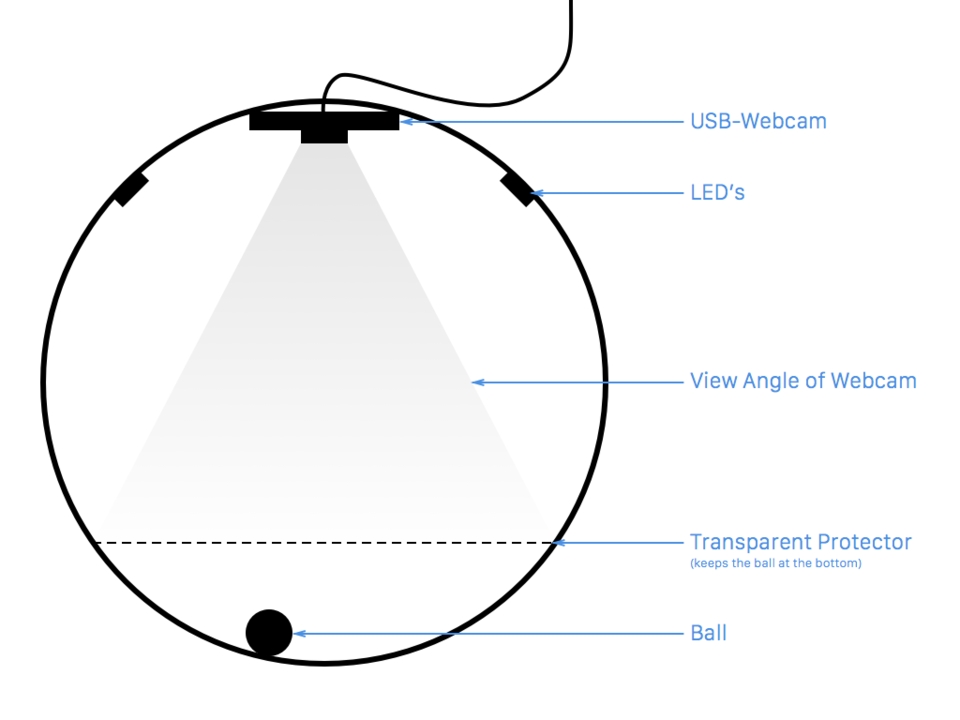 USB-Webcam
LED’s
View Angle of Webcam
Transparent Protector
(keeps the ball at the bottom)
Ball